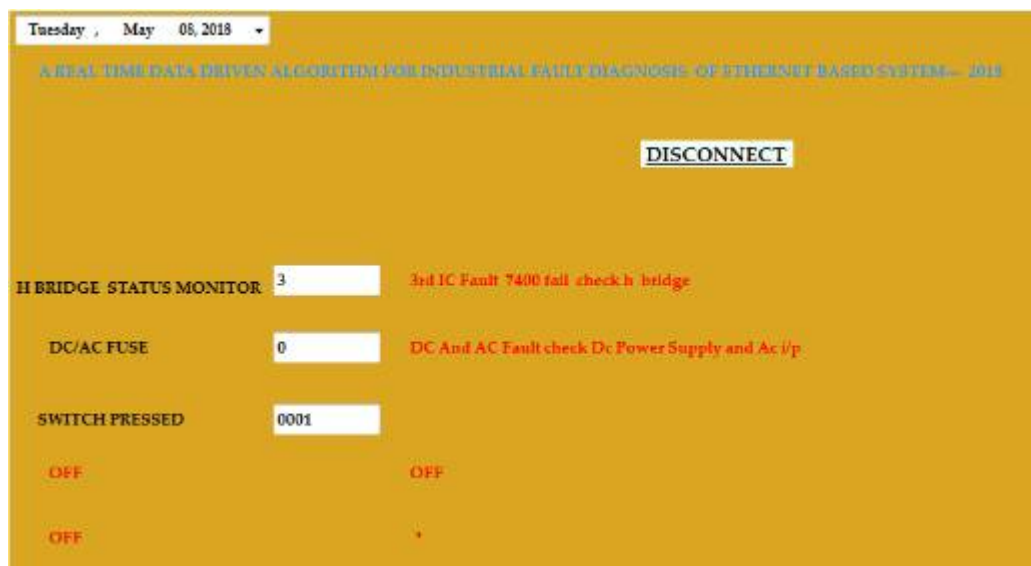 Tuesday , May 08, 2018
A REAL TIME DATA DRIVEN ALGORITHM FOR INDUSTRIAL FAULT DIAGNOSIS OF ETHERNET BASED SYSTEM--- 2018
DISCONNECT
H BRIDGE STATUS MONITOR 3 3rd IC Fault 7400 fail check h bridge
DC/AC FUSE 0 DC And AC Fault check Dc Power Supply and Ac i/p
SWITCH PRESSED 0001
OFF OFF
OFF *